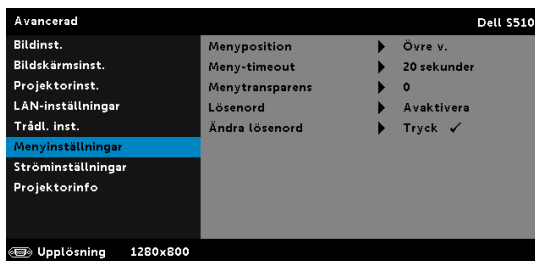 Avancerad Dell S510
Bildinst.
Bildskärmsinst.
Projektorinst.
LAN-inställningar
Trådl. inst.
Menyinställningar
Ströminställningar
Projektorinfo
Menyposition Övre v.
Meny-timeout 20 sekunder
Menytransparens 0
Lösenord Avaktivera
Ändra lösenord Tryck ✓
Upplösning 1280x800